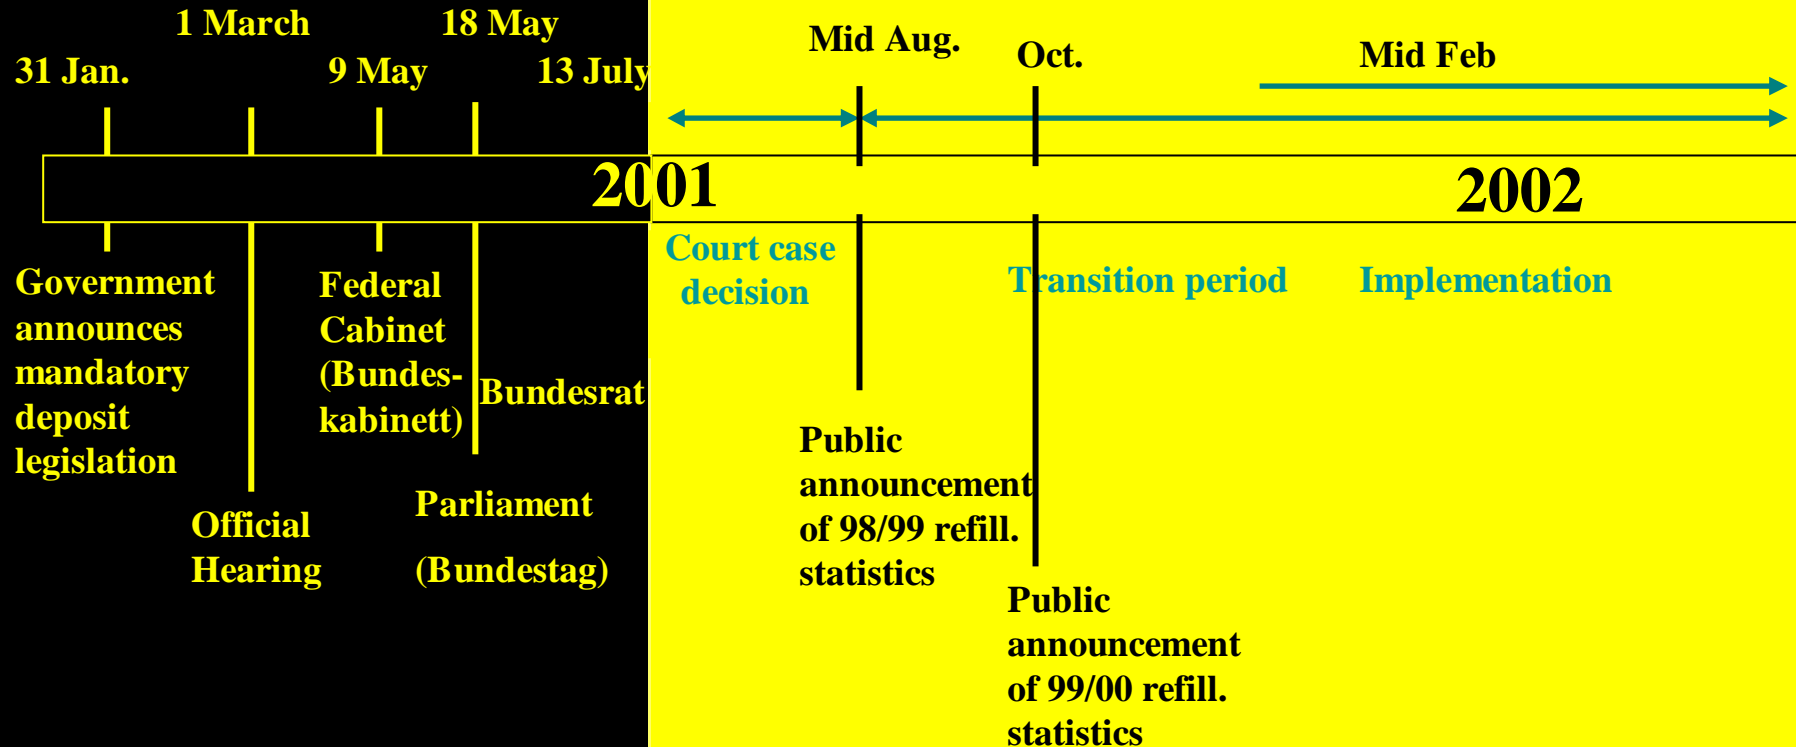 1 March
18 May
Mid Aug.
Oct.
Mid Feb
31 Jan.
9 May
13 July
2001
2002
Court case
decision
Transition period
Implementation
Government
announces
mandatory
deposit
legislation
Federal
Cabinet
(Bundes-
kabinett)
Bundesrat
Official
Hearing
Parliament
(Bundestag)
Public
announcement
of 98/99 refill.
statistics
Public
announcement
of 99/00 refill.
statistics